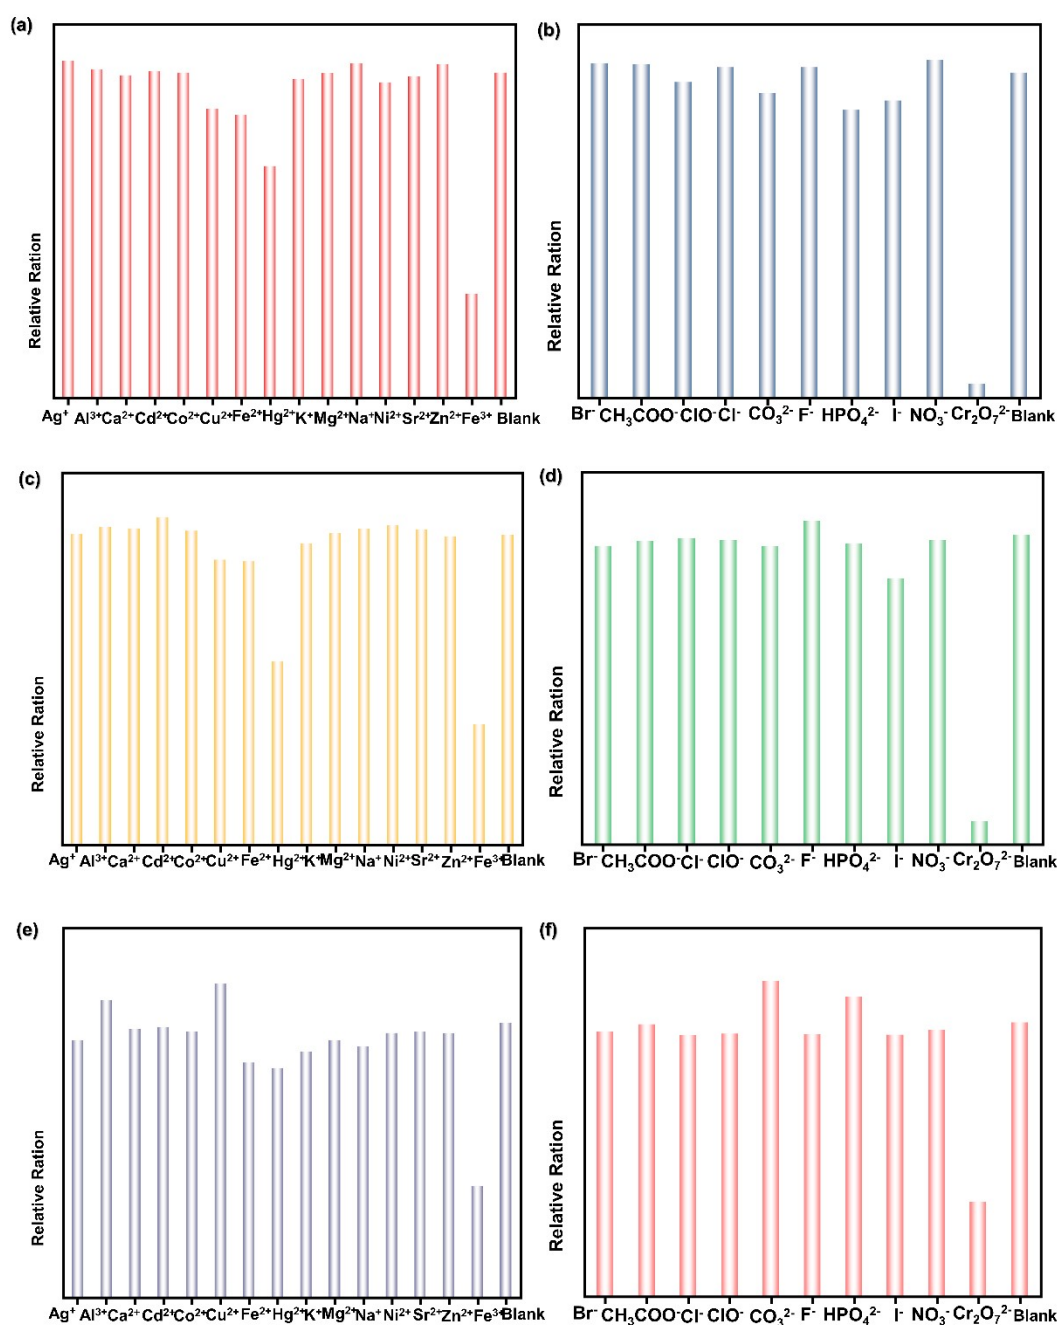 (a)
Relative Ration
Ag⁺ Al³⁺ Ca²⁺ Cd²⁺ Co²⁺ Cu²⁺ Fe²⁺ Hg²⁺ K⁺ Mg²⁺ Na⁺ Ni²⁺ Sr²⁺ Zn²⁺ Fe³⁺ Blank
(b)
Relative Ration
Br⁻ CH₃COO⁻ ClO⁻ Cl⁻ CO₃²⁻ F⁻ HPO₄²⁻ I⁻ NO₃⁻ Cr₂O₇²⁻ Blank
(c)
Relative Ration
Ag⁺ Al³⁺ Ca²⁺ Cd²⁺ Co²⁺ Cu²⁺ Fe²⁺ Hg²⁺ K⁺ Mg²⁺ Na⁺ Ni²⁺ Sr²⁺ Zn²⁺ Fe³⁺ Blank
(d)
Relative Ration
Br⁻ CH₃COO⁻ Cl⁻ ClO⁻ CO₃²⁻ F⁻ HPO₄²⁻ I⁻ NO₃⁻ Cr₂O₇²⁻ Blank
(e)
Relative Ration
Ag⁺ Al³⁺ Ca²⁺ Cd²⁺ Co²⁺ Cu²⁺ Fe²⁺ Hg²⁺ K⁺ Mg²⁺ Na⁺ Ni²⁺ Sr²⁺ Zn²⁺ Fe³⁺ Blank
(f)
Relative Ration
Br⁻ CH₃COO⁻ Cl⁻ ClO⁻ CO₃²⁻ F⁻ HPO₄²⁻ I⁻ NO₃⁻ Cr₂O₇²⁻ Blank